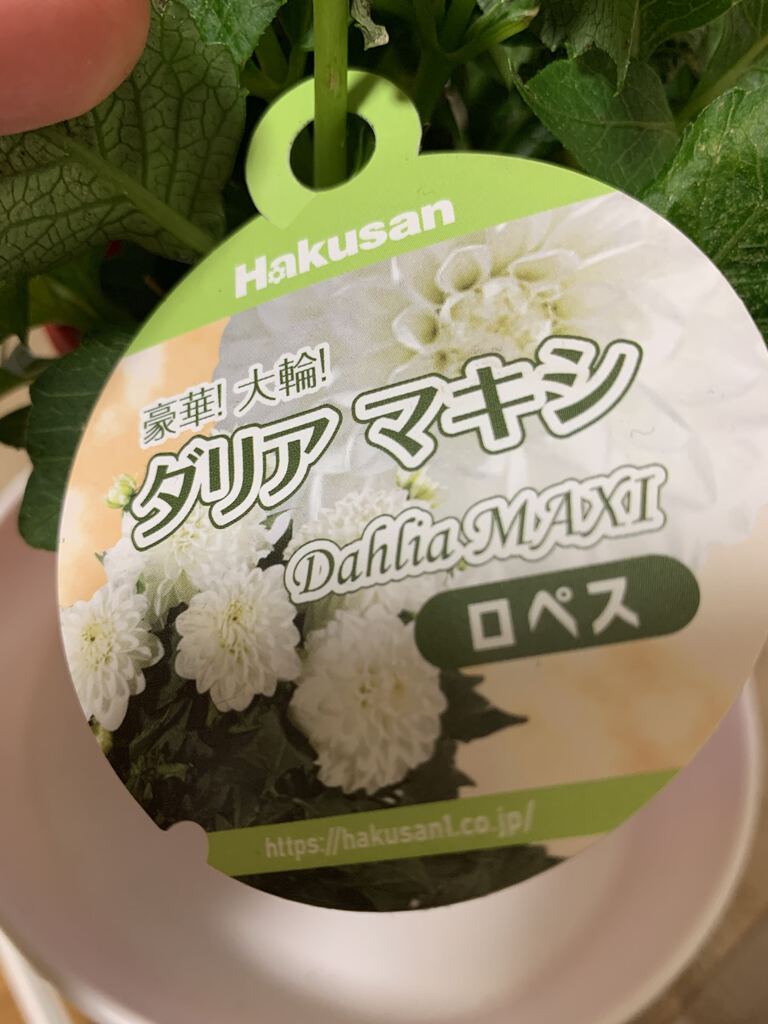 Hakusan
豪華! 大輪!
ダリア マキシ
Dahlia MAXI
ロペス
https://hakusan1.co.jp/